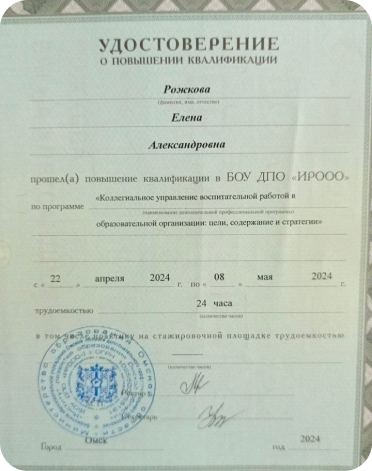 УДОСТОВЕРЕНИЕ
О ПОВЫШЕНИИ КВАЛИФИКАЦИИ
Рожкова
(фамилия, имя, отчество)
Елена
Александровна
прошел(а) повышение квалификации в БОУ ДПО «ИРООО»
по программе «Коллегиальное управление воспитательной работой в
(наименование дополнительной профессиональной программы)
образовательной организации: цели, содержание и стратегии»
с « 22 » апреля 2024 г. по « 08 » мая 2024 г.
трудоемкостью 24 часа
(количество часов)
в том числе практику на стажировочной площадке трудоемкостью
(количество часов)
Ректор
Секретарь
Город Омск год 2024